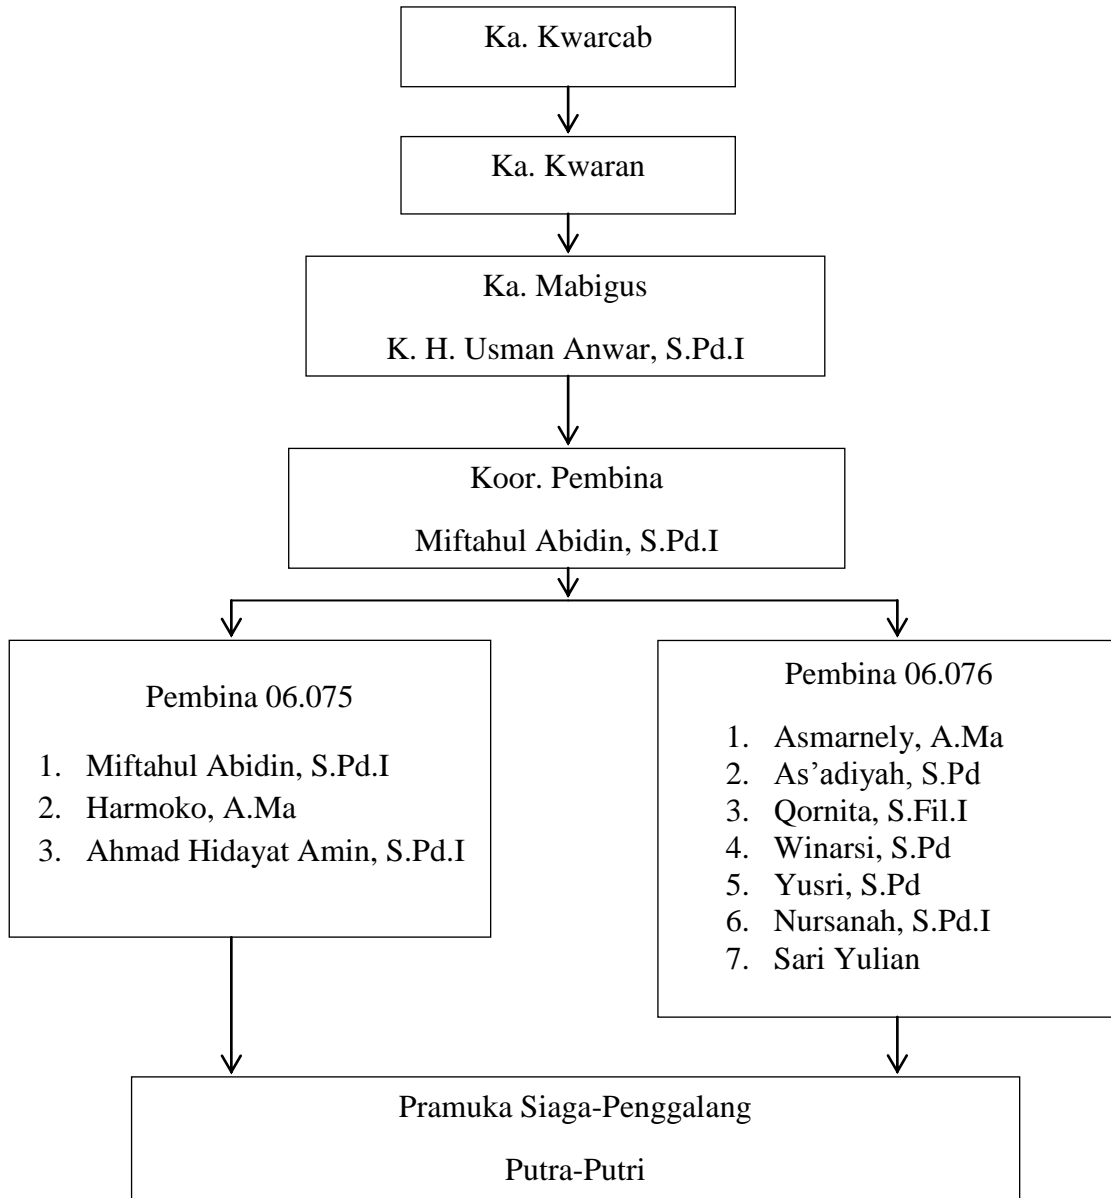 Ka. Kwarcab
Ka. Kwaran
Ka. Mabigus
K. H. Usman Anwar, S.Pd.I
Koor. Pembina
Miftahul Abidin, S.Pd.I
Pembina 06.075
1. Miftahul Abidin, S.Pd.I
2. Harmoko, A.Ma
3. Ahmad Hidayat Amin, S.Pd.I
Pembina 06.076
1. Asmarnely, A.Ma
2. As’adiyah, S.Pd
3. Qornita, S.Fil.I
4. Winarsi, S.Pd
5. Yusri, S.Pd
6. Nursanah, S.Pd.I
7. Sari Yulian
Pramuka Siaga-Penggalang
Putra-Putri